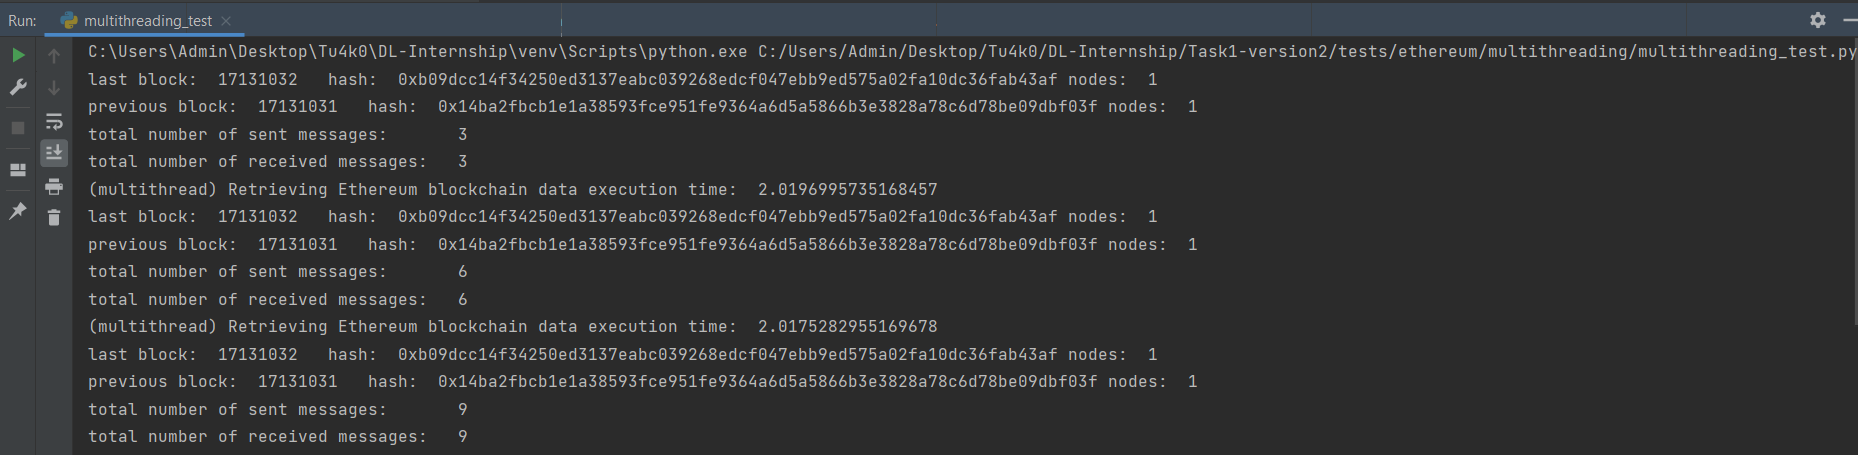 Run: multithreading_test
C:\Users\Admin\Desktop\Tu4k0\DL-Internship\venv\Scripts\python.exe C:/Users/Admin/Desktop/Tu4k0/DL-Internship/Task1-version2/tests/ethereum/multithreading/multithreading_test.py
last block:  17131032   hash:  0xb09dcc14f34250ed3137eabc039268edcf047ebb9ed575a02fa10dc36fab43af nodes:  1
previous block:  17131031   hash:  0x14ba2fbcb1e1a38593fce951fe9364a6d5a5866b3e3828a78c6d78be09dbf03f nodes:  1
total number of sent messages:       3
total number of received messages:   3
(multithread) Retrieving Ethereum blockchain data execution time:  2.0196995735168457
last block:  17131032   hash:  0xb09dcc14f34250ed3137eabc039268edcf047ebb9ed575a02fa10dc36fab43af nodes:  1
previous block:  17131031   hash:  0x14ba2fbcb1e1a38593fce951fe9364a6d5a5866b3e3828a78c6d78be09dbf03f nodes:  1
total number of sent messages:       6
total number of received messages:   6
(multithread) Retrieving Ethereum blockchain data execution time:  2.0175282955169678
last block:  17131032   hash:  0xb09dcc14f34250ed3137eabc039268edcf047ebb9ed575a02fa10dc36fab43af nodes:  1
previous block:  17131031   hash:  0x14ba2fbcb1e1a38593fce951fe9364a6d5a5866b3e3828a78c6d78be09dbf03f nodes:  1
total number of sent messages:       9
total number of received messages:   9